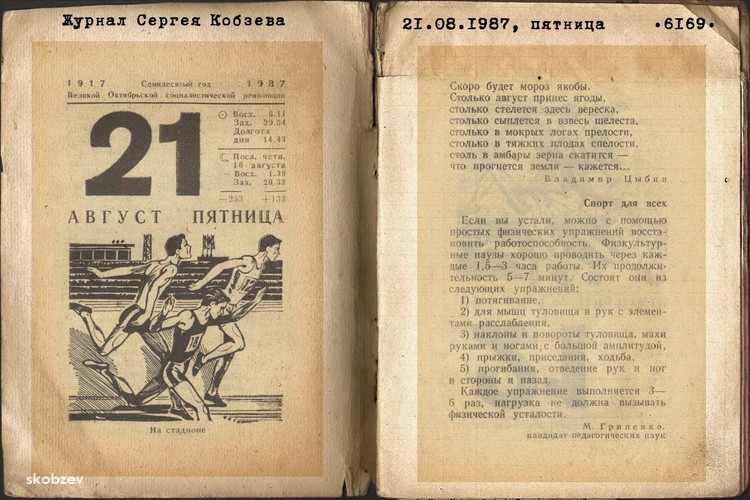 Журнал Сергея Кобзева
1917 Семидесятый год 1987
Великой Октябрьской социалистической революции
21
Восх. 5.11
Зах. 20.54
Долгота
дня 14.43
Посл. четв.
16 августа
Восх. 1.39
Зах. 20.32
—233 +132
АВГУСТ ПЯТНИЦА
12
13
На стадионе
skobzev
21.08.1987, пятница •6169•
Скоро будет мороз якобы.
Столько август принес ягоды,
столько стелется здесь вереска,
столько сыплется в взвесь шелеста,
столько в мокрых логах прелости,
столько в тяжких плодах спелости,
столь в амбары зерна скатится —
что прогнется земля — кажется...
Владимир Цыбин
Спорт для всех
Если вы устали, можно с помощью
простых физических упражнений восста-
новить работоспособность. Физкультур-
ные паузы хорошо проводить через каж-
дые 1,5—3 часа работы. Их продолжи-
тельность 5—7 минут. Состоят они из
следующих упражнений:
1) потягивание,
2) для мышц туловища и рук с элемен-
тами расслабления,
3) наклоны и повороты туловища, махи
руками и ногами с большой амплитудой,
4) прыжки, приседания, ходьба,
5) прогибания, отведение рук и ног
в стороны и назад.
Каждое упражнение выполняется 3—
6 раз, нагрузка не должна вызывать
физической усталости.
М. Гриненко,
кандидат педагогических наук